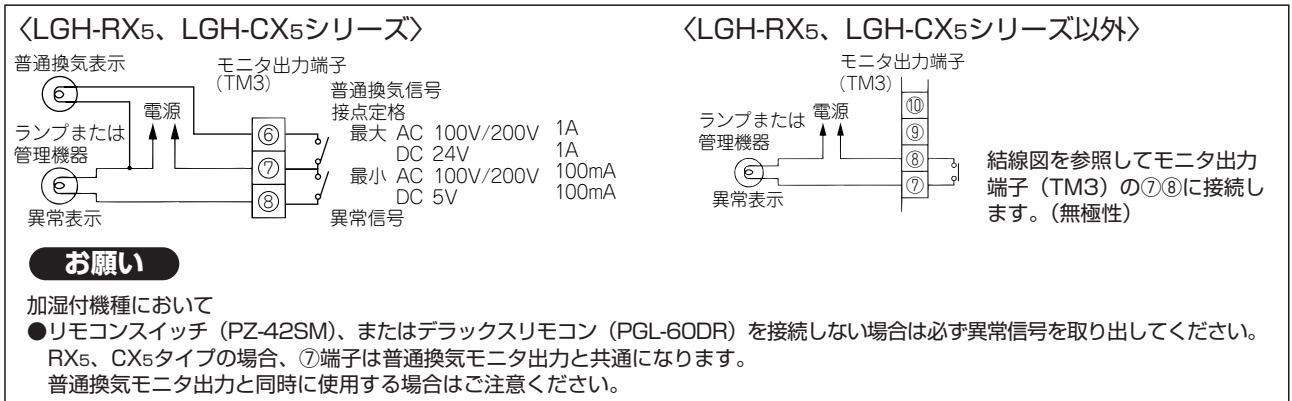 〈LGH-RX5、LGH-CX5シリーズ〉
普通換気表示
モニタ出力端子
(TM3)
電源
ランプまたは
管理機器
異常表示
⑥
⑦
⑧
普通換気信号
接点定格
最大 AC 100V/200V 1A
DC 24V 1A
最小 AC 100V/200V 100mA
DC 5V 100mA
異常信号
〈LGH-RX5、LGH-CX5シリーズ以外〉
モニタ出力端子
(TM3)
電源
ランプまたは
管理機器
異常表示
⑩
⑨
⑧
⑦
結線図を参照してモニタ出力
端子（TM3）の⑦⑧に接続し
ます。（無極性）
お願い
加湿付機種において
●リモコンスイッチ（PZ-42SM）、またはデラックスリモコン（PGL-60DR）を接続しない場合は必ず異常信号を取り出してください。
RX5、CX5タイプの場合、⑦端子は普通換気モニタ出力と共通になります。
普通換気モニタ出力と同時に使用する場合はご注意ください。